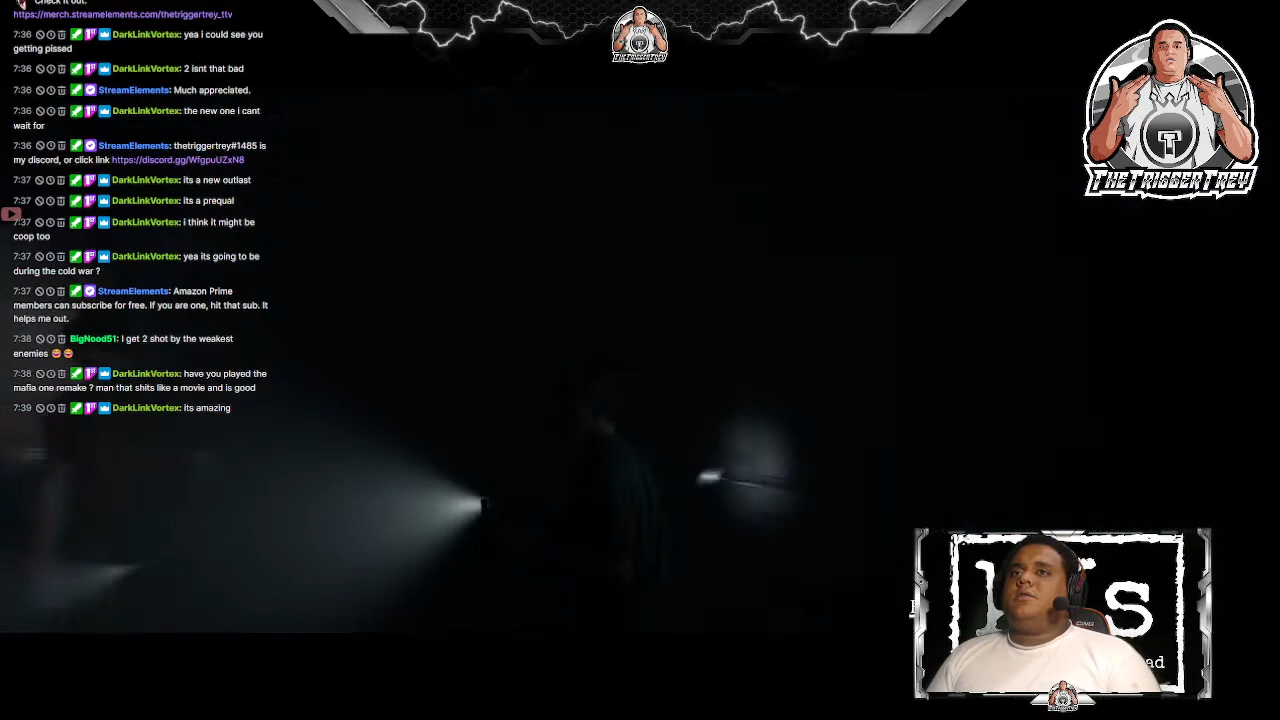 Check it out.
https://merch.streamelements.com/thetriggertrey_ttv
7:36 DarkLinkVortex: yea i could see you
getting pissed
7:36 DarkLinkVortex: 2 isnt that bad
7:36 StreamElements: Much appreciated.
7:36 DarkLinkVortex: the new one i cant
wait for
7:36 StreamElements: thetriggertrey#1485 is
my discord, or click link https://discord.gg/WfgpuUZxN8
7:37 DarkLinkVortex: its a new outlast
7:37 DarkLinkVortex: its a prequal
7:37 DarkLinkVortex: i think it might be
coop too
7:37 DarkLinkVortex: yea its going to be
during the cold war ?
7:37 StreamElements: Amazon Prime
members can subscribe for free. If you are one, hit that sub. It
helps me out.
7:38 BigNood51: I get 2 shot by the weakest
enemies
7:38 DarkLinkVortex: have you played the
mafia one remake ? man that shits like a movie and is good
7:39 DarkLinkVortex: its amazing
THETRIGGERTREY
T
THETRIGGERTREY